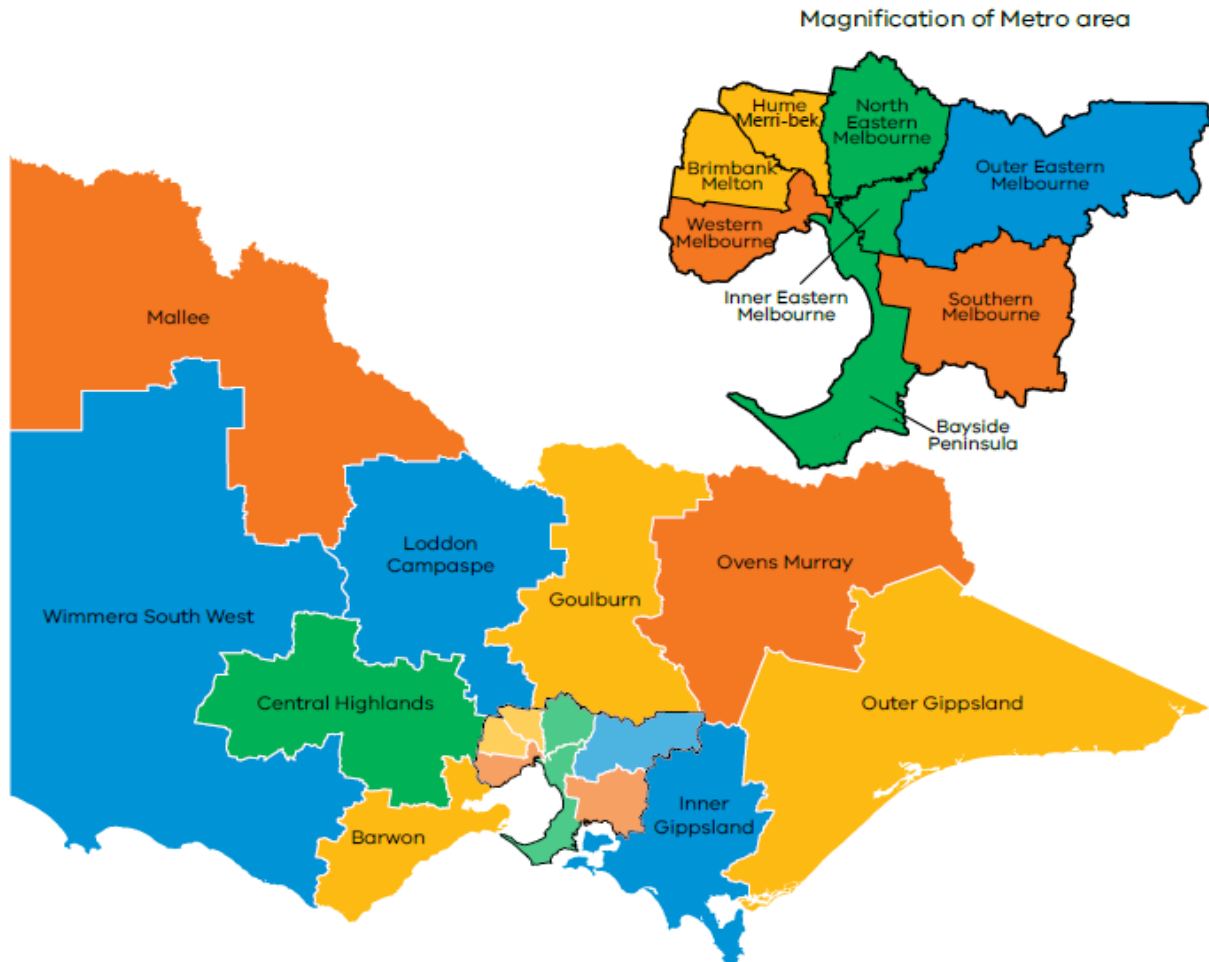 Magnification of Metro area
Hume
Merri-bek
North
Eastern
Melbourne
Brimbank
Melton
Outer Eastern
Melbourne
Western
Melbourne
Inner Eastern
Melbourne
Southern
Melbourne
Bayside
Peninsula
Mallee
Loddon
Campaspe
Ovens Murray
Goulburn
Wimmera South West
Central Highlands
Outer Gippsland
Inner
Gippsland
Barwon